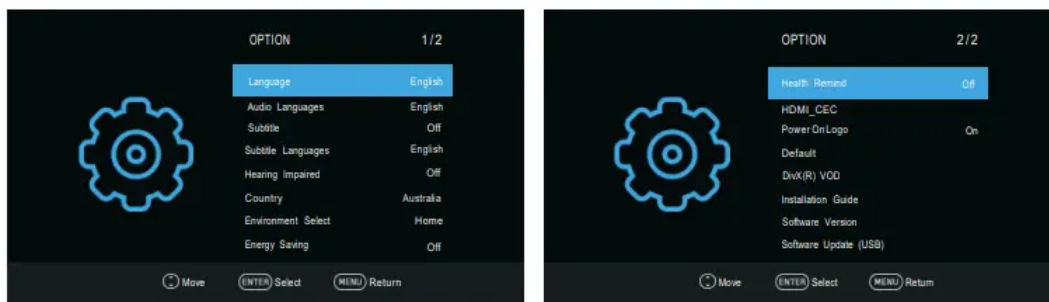 OPTION 1/2
Language English
Audio Languages English
Subtitle Off
Subtitle Languages English
Hearing Impaired Off
Country Australia
Environment Select Home
Energy Saving Off
Move ENTER Select MENU Return
OPTION 2/2
Health Remind Off
HDMI_CEC
Power On Logo On
Default
DivX(R) VOD
Installation Guide
Software Version
Software Update (USB)
Move ENTER Select MENU Return